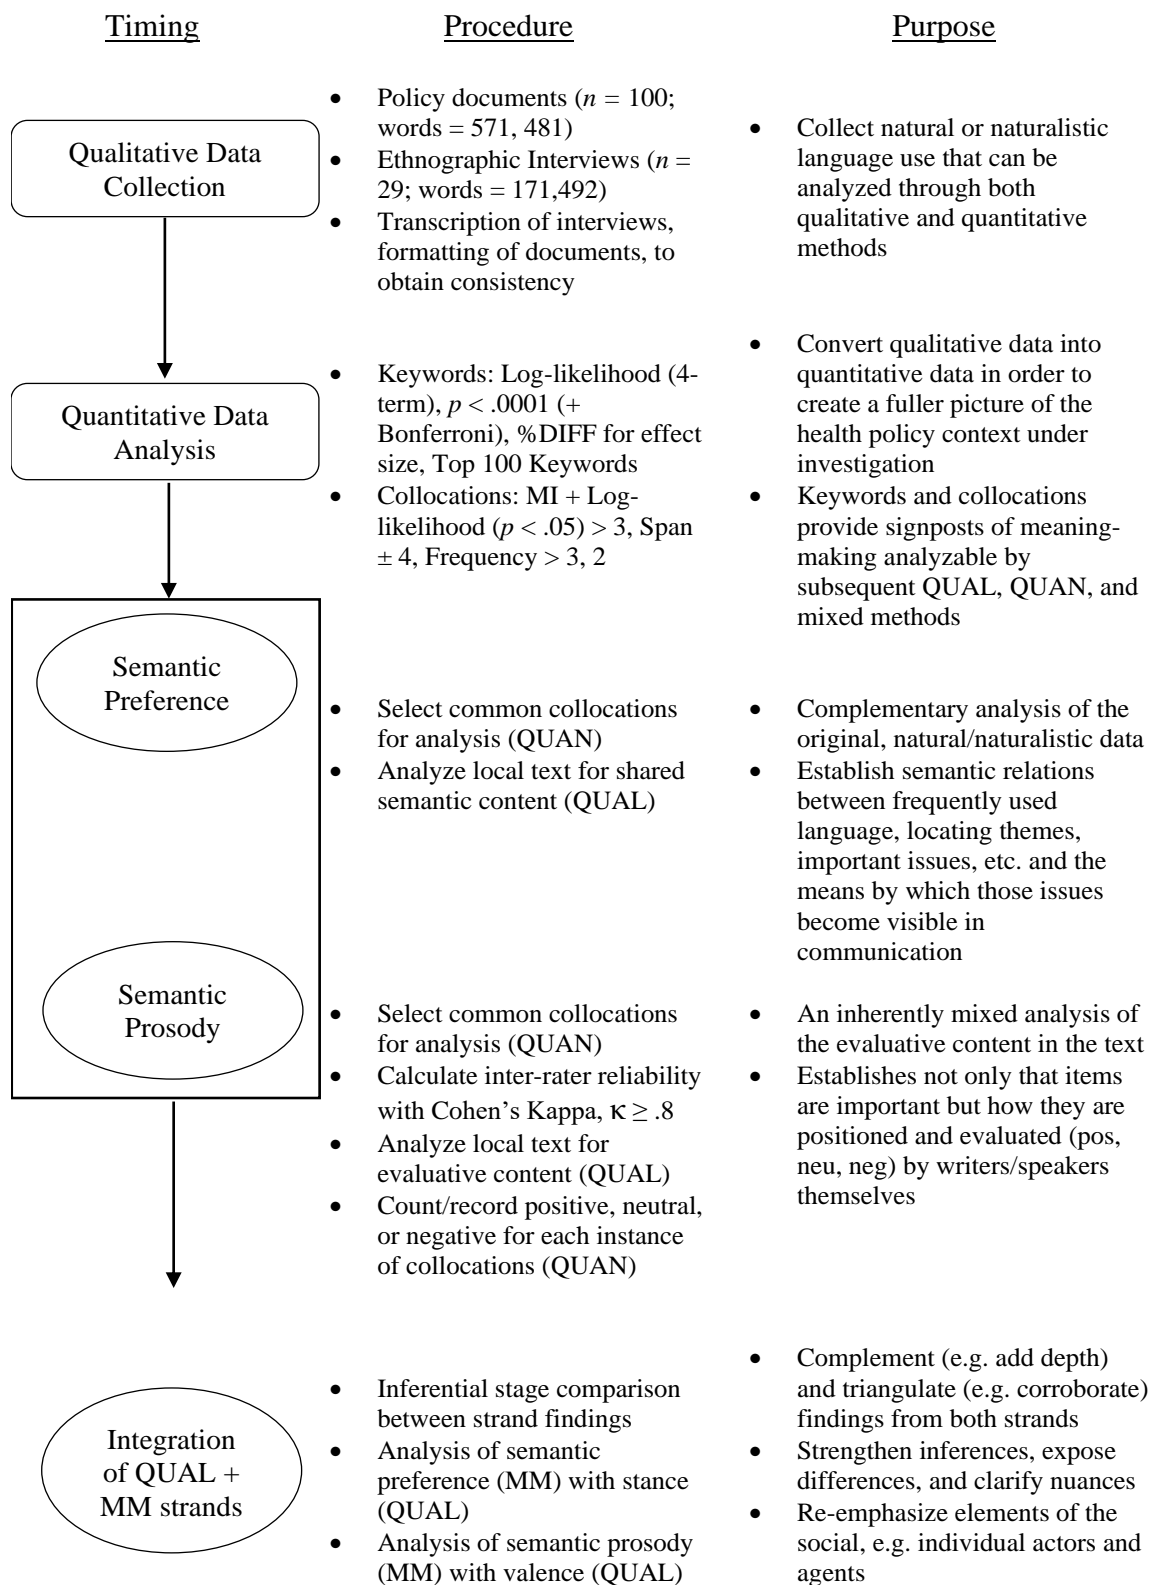 Timing
Procedure
Purpose
Qualitative Data
Collection
• Policy documents (n = 100;
words = 571, 481)
• Ethnographic Interviews (n =
29; words = 171,492)
• Transcription of interviews,
formatting of documents, to
obtain consistency
• Collect natural or naturalistic
language use that can be
analyzed through both
qualitative and quantitative
methods
Quantitative Data
Analysis
• Keywords: Log-likelihood (4-
term), p < .0001 (+
Bonferroni), %DIFF for effect
size, Top 100 Keywords
• Collocations: MI + Log-
likelihood (p < .05) > 3, Span
± 4, Frequency > 3, 2
• Convert qualitative data into
quantitative data in order to
create a fuller picture of the
health policy context under
investigation
• Keywords and collocations
provide signposts of meaning-
making analyzable by
subsequent QUAL, QUAN, and
mixed methods
Semantic
Preference
• Select common collocations
for analysis (QUAN)
• Analyze local text for shared
semantic content (QUAL)
• Complementary analysis of the
original, natural/naturalistic data
• Establish semantic relations
between frequently used
language, locating themes,
important issues, etc. and the
means by which those issues
become visible in
communication
Semantic
Prosody
• Select common collocations
for analysis (QUAN)
• Calculate inter-rater reliability
with Cohen's Kappa, κ ≥ .8
• Analyze local text for
evaluative content (QUAL)
• Count/record positive, neutral,
or negative for each instance
of collocations (QUAN)
• An inherently mixed analysis of
the evaluative content in the text
• Establishes not only that items
are important but how they are
positioned and evaluated (pos,
neu, neg) by writers/speakers
themselves
Integration
of QUAL +
MM strands
• Inferential stage comparison
between strand findings
• Analysis of semantic
preference (MM) with stance
(QUAL)
• Analysis of semantic prosody
(MM) with valence (QUAL)
• Complement (e.g. add depth)
and triangulate (e.g. corroborate)
findings from both strands
• Strengthen inferences, expose
differences, and clarify nuances
• Re-emphasize elements of the
social, e.g. individual actors and
agents